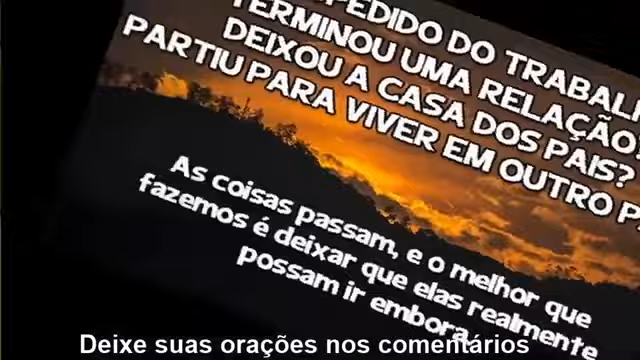 PEDIDO DO TRABAL
TERMINOU UMA RELAÇÃO
DEIXOU A CASA DOS PAIS?
PARTIU PARA VIVER EM OUTRO P
As coisas passam, e o melhor que
fazemos é deixar que elas realmente
possam ir embora
Deixe suas orações nos comentários